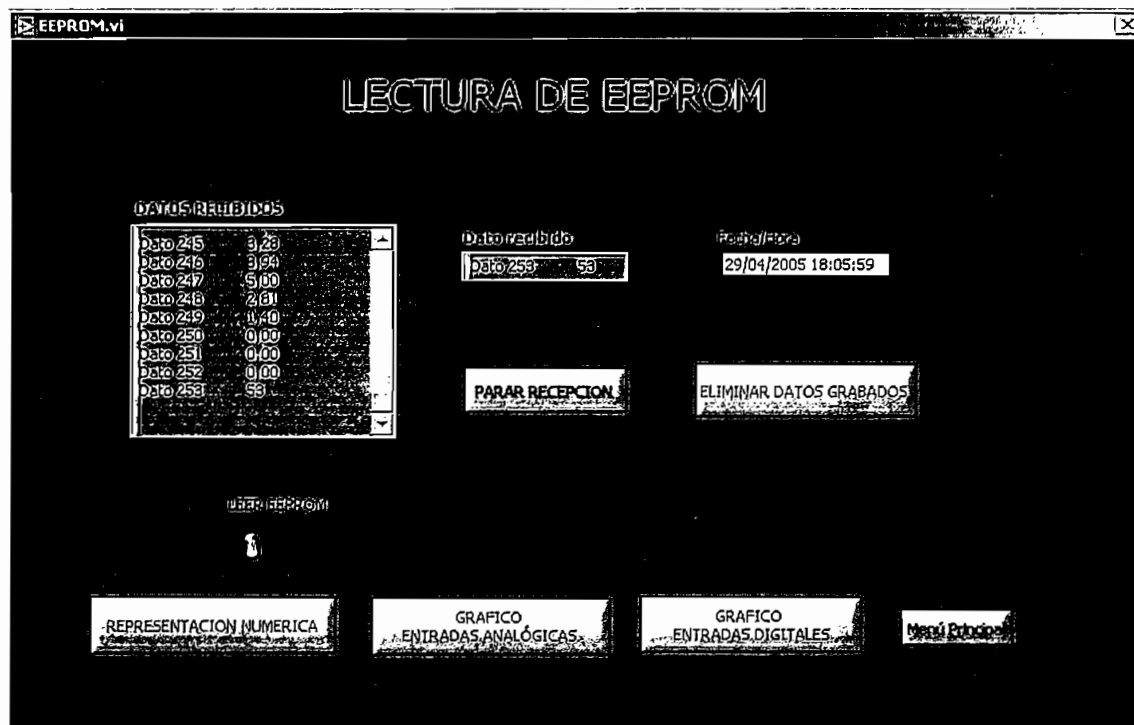 EEPROM.vi
LECTURA DE EEPROM
DATOS RECIBIDOS
Dato 245 3,28
Dato 246 3,94
Dato 247 5,00
Dato 248 2,81
Dato 249 1,40
Dato 250 0,00
Dato 251 0,00
Dato 252 0,00
Dato 253 53
Dato recibido
Dato 253 53
Fecha/Hora
29/04/2005 18:05:59
PARAR RECEPCION
ELIMINAR DATOS GRABADOS
LEER EEPROM
REPRESENTACION NUMERICA
GRAFICO
ENTRADAS ANALÓGICAS
GRAFICO
ENTRADAS DIGITALES
Menú Principal